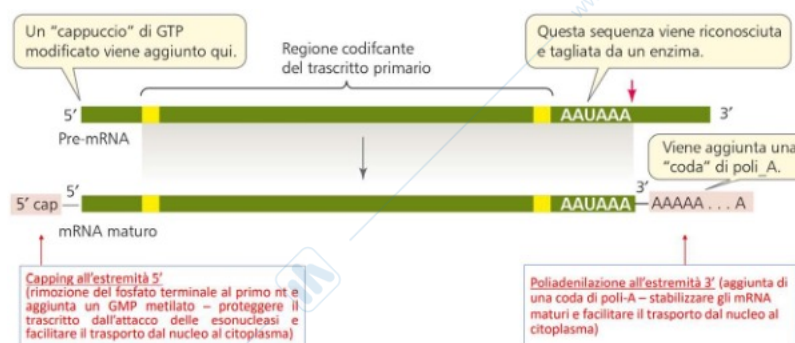 Un "cappuccio" di GTP
modificato viene aggiunto qui.
Regione codifcante
del trascritto primario
Questa sequenza viene riconosciuta
e tagliata da un enzima.
5′
AAUAAA
3′
Pre-mRNA
Viene aggiunta una
"coda" di poli_A.
5′ cap
5′
AAUAAA
3′
AAAAA . . . A
mRNA maturo
Capping all'estremità 5′
(rimozione del fosfato terminale al primo nt e
aggiunta un GMP metilato – proteggere il
trascritto dall'attacco delle esonucleasi e
facilitare il trasporto dal nucleo al citoplasma)
Poliadenilazione all'estremità 3′ (aggiunta di
una coda di poli-A – stabilizzare gli mRNA
maturi e facilitare il trasporto dal nucleo al
citoplasma)